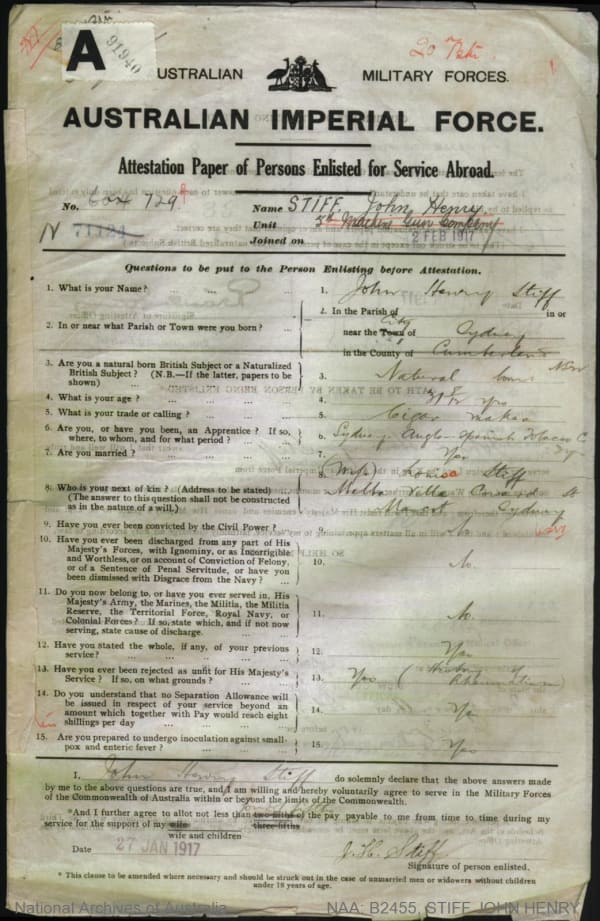 A
91940
20
AUSTRALIAN MILITARY FORCES.
AUSTRALIAN IMPERIAL FORCE.
Attestation Paper of Persons Enlisted for Service Abroad.
No. 729 Name STIFF John Henry.
N 71184 Unit 3rd Machine Gun Company
Joined on 2 FEB 1917
Questions to be put to the Person Enlisting before Attestation.
1. What is your Name? 1. John Henry Stiff
2. In or near what Parish or Town were you born? 2. In the Parish of in or
near the Town City of Sydney
in the County of Cumberland NSW
3. Are you a natural born British Subject or a Naturalized
British Subject? (N.B.—If the latter, papers to be
shown) 3. Natural born
4. What is your age? 4.
5. What is your trade or calling? 5. Cigar maker
6. Are you, or have you been, an Apprentice? If so,
where, to whom, and for what period? 6. Sydney. Anglo Spanish Tobacco Co
7. Are you married? 7. Yes
8. Who is your next of kin? (Address to be stated)
(The answer to this question shall not be construed
as in the nature of a will.) 8. (Wife) Louisa Stiff
Villa St
Sydney
9. Have you ever been convicted by the Civil Power? 9. No.
10. Have you ever been discharged from any part of His
Majesty's Forces, with Ignominy, or as Incorrigible
and Worthless, or on account of Conviction of Felony,
or of a Sentence of Penal Servitude, or have you
been dismissed with Disgrace from the Navy? 10. No.
11. Do you now belong to, or have you ever served in, His
Majesty's Army, the Marines, the Militia, the Militia
Reserve, the Territorial Force, Royal Navy, or
Colonial Forces? If so, state which, and if not now
serving, state cause of discharge. 11. No.
12. Have you stated the whole, if any, of your previous
service? 12. Yes
13. Have you ever been rejected as unfit for His Majesty's
Service? If so, on what grounds? 13. Yes (History of
Rheumatism)
14. Do you understand that no Separation Allowance will
be issued in respect of your service beyond an
amount which together with Pay would reach eight
shillings per day 14. Yes
15. Are you prepared to undergo inoculation against small-
pox and enteric fever? 15. Yes
I, John Henry Stiff do solemnly declare that the above answers made
by me to the above questions are true, and I am willing and hereby voluntarily agree to serve in the Military Forces
of the Commonwealth of Australia within or beyond the limits of the Commonwealth.
*And I further agree to allot not less than two-fifths of the pay payable to me from time to time during my
three-fifths
service for the support of my wife
wife and children
Date 27 JAN 1917 J.H. Stiff
Signature of person enlisted.
* This clause to be amended where necessary and should be struck out in the case of unmarried men or widowers without children
under 18 years of age.
National Archives of Australia NAA: B2455, STIFF JOHN HENRY